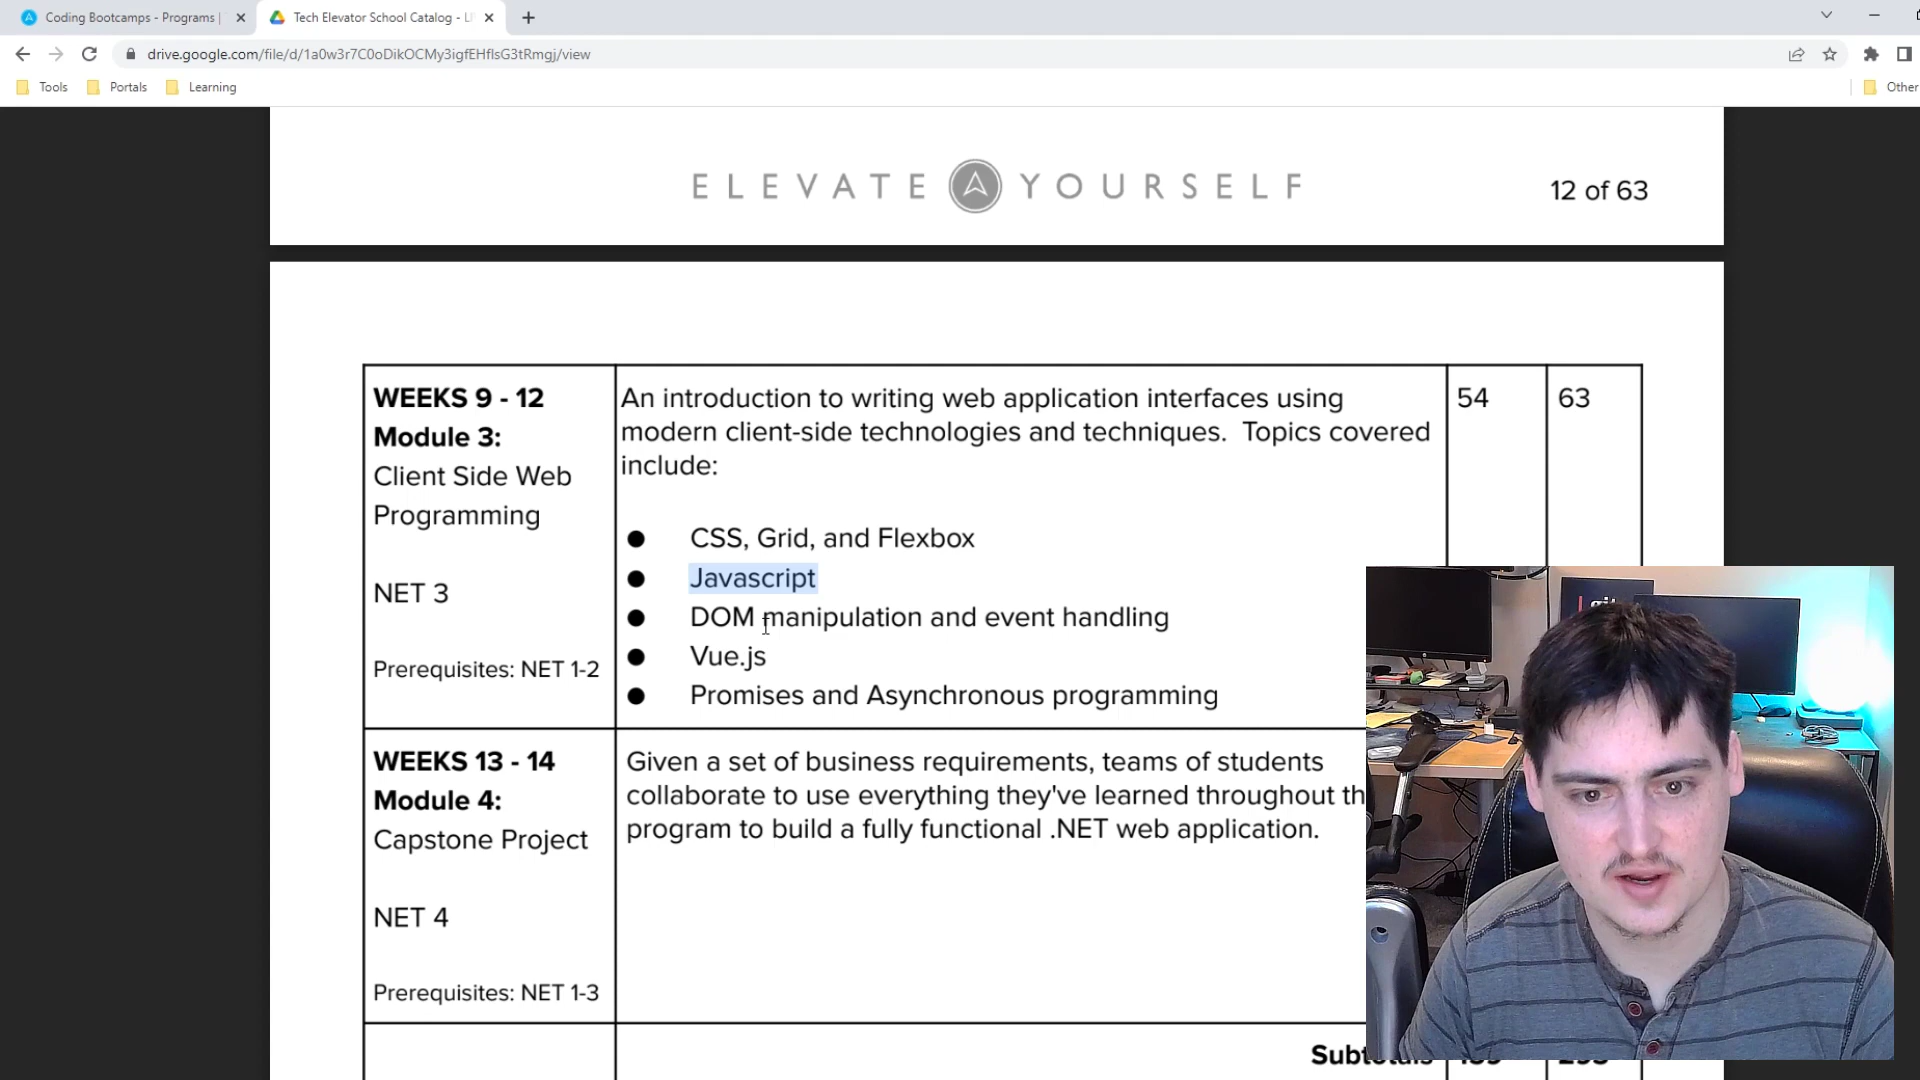 Coding Bootcamps - Programs |
Tech Elevator School Catalog - L
drive.google.com/file/d/1a0w3r7C0oDikOCMy3igfEHflsG3tRmgj/view
Tools
Portals
Learning
Other
ELEVATE YOURSELF
12 of 63
WEEKS 9 - 12
Module 3:
Client Side Web
Programming
NET 3
Prerequisites: NET 1-2
An introduction to writing web application interfaces using
modern client-side technologies and techniques. Topics covered
include:
● CSS, Grid, and Flexbox
● Javascript
● DOM manipulation and event handling
● Vue.js
● Promises and Asynchronous programming
54
63
WEEKS 13 - 14
Module 4:
Capstone Project
NET 4
Prerequisites: NET 1-3
Given a set of business requirements, teams of students
collaborate to use everything they've learned throughout th
program to build a fully functional .NET web application.
Subtotals